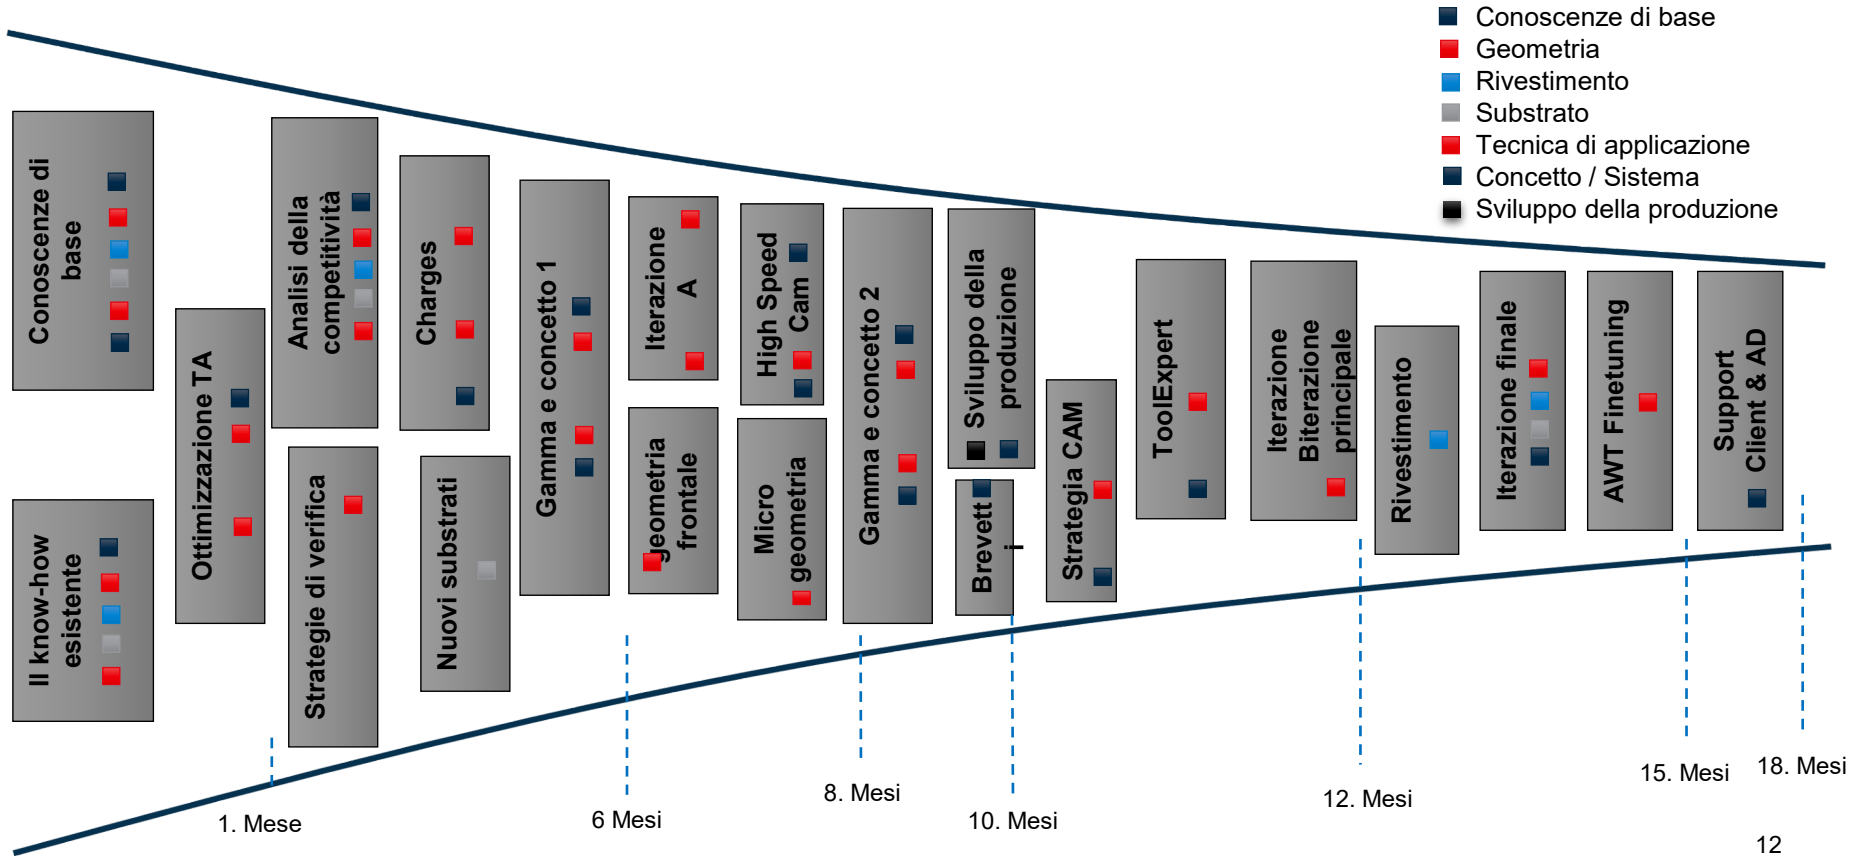 Conoscenze di base
Geometria
Rivestimento
Substrato
Tecnica di applicazione
Concetto / Sistema
Sviluppo della produzione
Conoscenze di
base
Il know-how
esistente
Ottimizzazione TA
Analisi della
competitività
Strategie di verifica
Charges
Nuovi substrati
Gamma e concetto 1
Iterazione
A
geometria
frontale
High Speed
Cam
Micro
geometria
Gamma e concetto 2
Sviluppo della
produzione
Brevett
i
Strategia CAM
ToolExpert
Iterazione
Biterazione
principale
Rivestimento
Iterazione finale
AWT Finetuning
Support
Client & AD
1. Mese
6 Mesi
8. Mesi
10. Mesi
12. Mesi
15. Mesi
18. Mesi
12